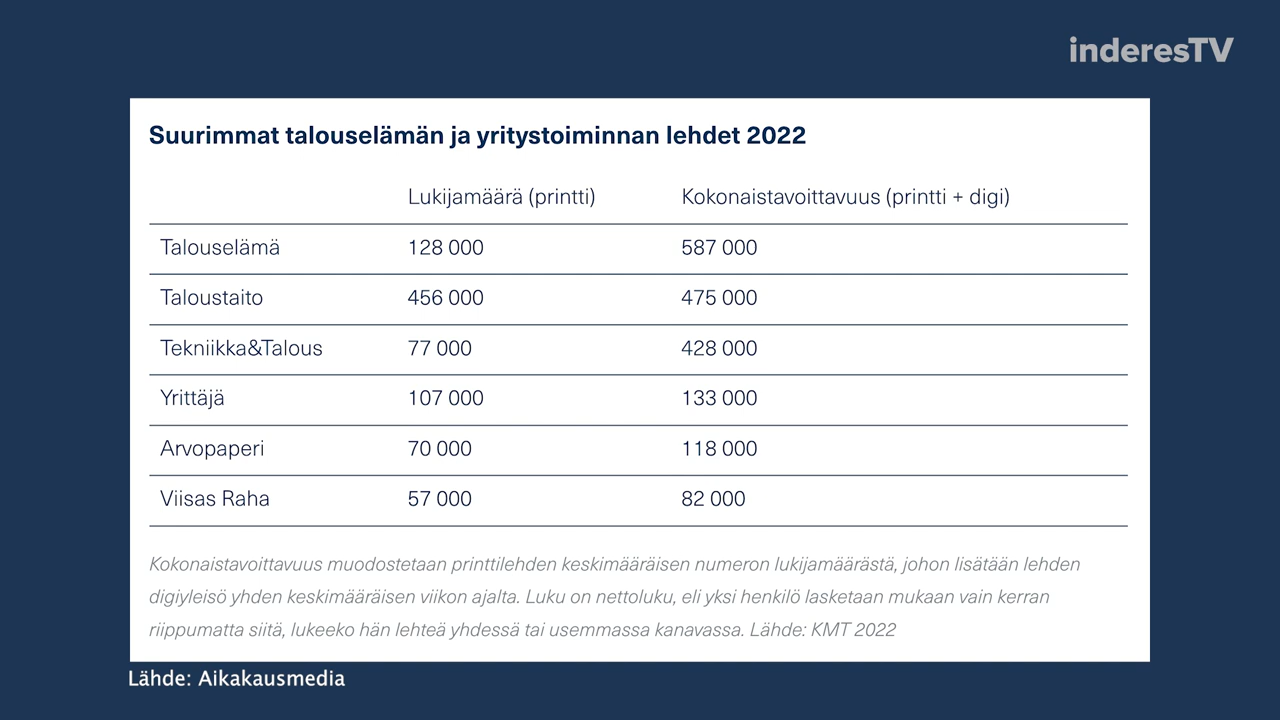 inderesTV
Suurimmat talouselämän ja yritystoiminnan lehdet 2022
Lukijamäärä (printti) Kokonaistavoittavuus (printti + digi)
Talouselämä 128 000 587 000
Taloustaito 456 000 475 000
Tekniikka&Talous 77 000 428 000
Yrittäjä 107 000 133 000
Arvopaperi 70 000 118 000
Viisas Raha 57 000 82 000
Kokonaistavoittavuus muodostetaan printtilehden keskimääräisen numeron lukijamäärästä, johon lisätään lehden
digiyleisö yhden keskimääräisen viikon ajalta. Luku on nettoluku, eli yksi henkilö lasketaan mukaan vain kerran
riippumatta siitä, lukeeko hän lehteä yhdessä tai usemmassa kanavassa. Lähde: KMT 2022
Lähde: Aikakausmedia